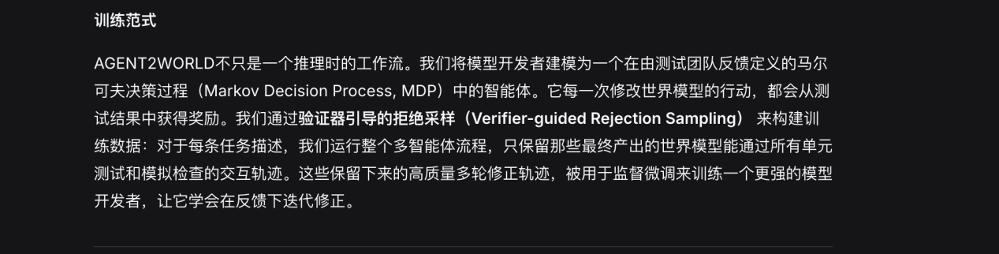 训练范式
AGENT2WORLD不只是一个推理时的工作流。我们将模型开发者建模为一个在由测试团队反馈定义的马尔
可夫决策过程（Markov Decision Process, MDP）中的智能体。它每一次修改世界模型的行动，都会从测
试结果中获得奖励。我们通过验证器引导的拒绝采样（Verifier-guided Rejection Sampling） 来构建训
练数据：对于每条任务描述，我们运行整个多智能体流程，只保留那些最终产出的世界模型能通过所有单元
测试和模拟检查的交互轨迹。这些保留下来的高质量多轮修正轨迹，被用于监督微调来训练一个更强的模型
开发者，让它学会在反馈下迭代修正。